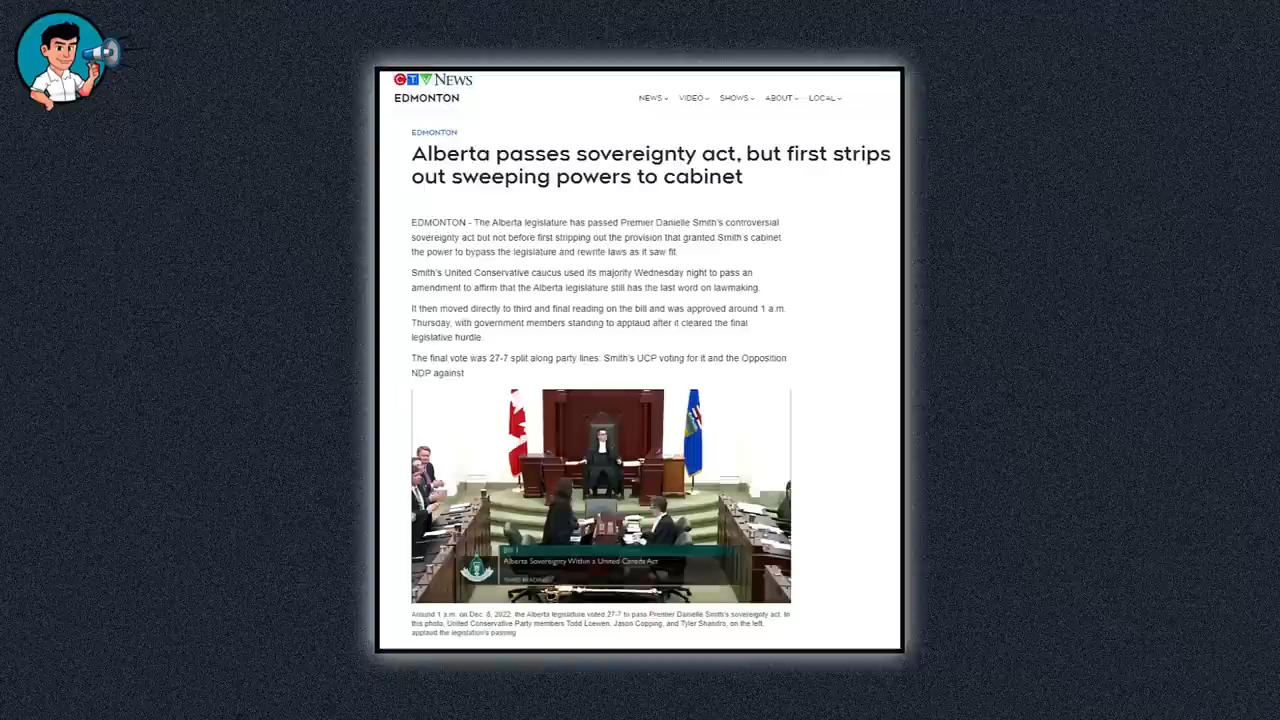 CTV NEWS
EDMONTON
NEWS VIDEO SHOWS ABOUT LOCAL
EDMONTON
Alberta passes sovereignty act, but first strips
out sweeping powers to cabinet
EDMONTON - The Alberta legislature has passed Premier Danielle Smith's controversial
sovereignty act but not before first stripping out the provision that granted Smith's cabinet
the power to bypass the legislature and rewrite laws as it saw fit.
Smith's United Conservative caucus used its majority Wednesday night to pass an
amendment to affirm that the Alberta legislature still has the last word on lawmaking.
It then moved directly to third and final reading on the bill and was approved around 1 a.m.
Thursday, with government members standing to applaud after it cleared the final
legislative hurdle.
The final vote was 27-7 split along party lines: Smith's UCP voting for it and the Opposition
NDP against
Bill 1
Alberta Sovereignty Within a United Canada Act
THIRD READING
Around 1 a.m. on Dec. 8, 2022, the Alberta legislature voted 27-7 to pass Premier Danielle Smith's sovereignty act. In
this photo, United Conservative Party members Todd Loewen, Jason Copping, and Tyler Shandro, on the left,
applaud the legislation's passing